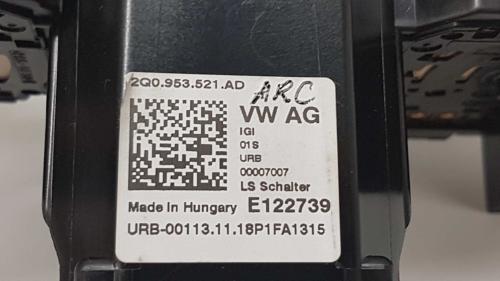 2Q0.953.521.AD
ARC
VW AG
IGI
01S
URB
00007007
LS Schalter
Made in Hungary E122739
URB-00113.11.18P1FA1315